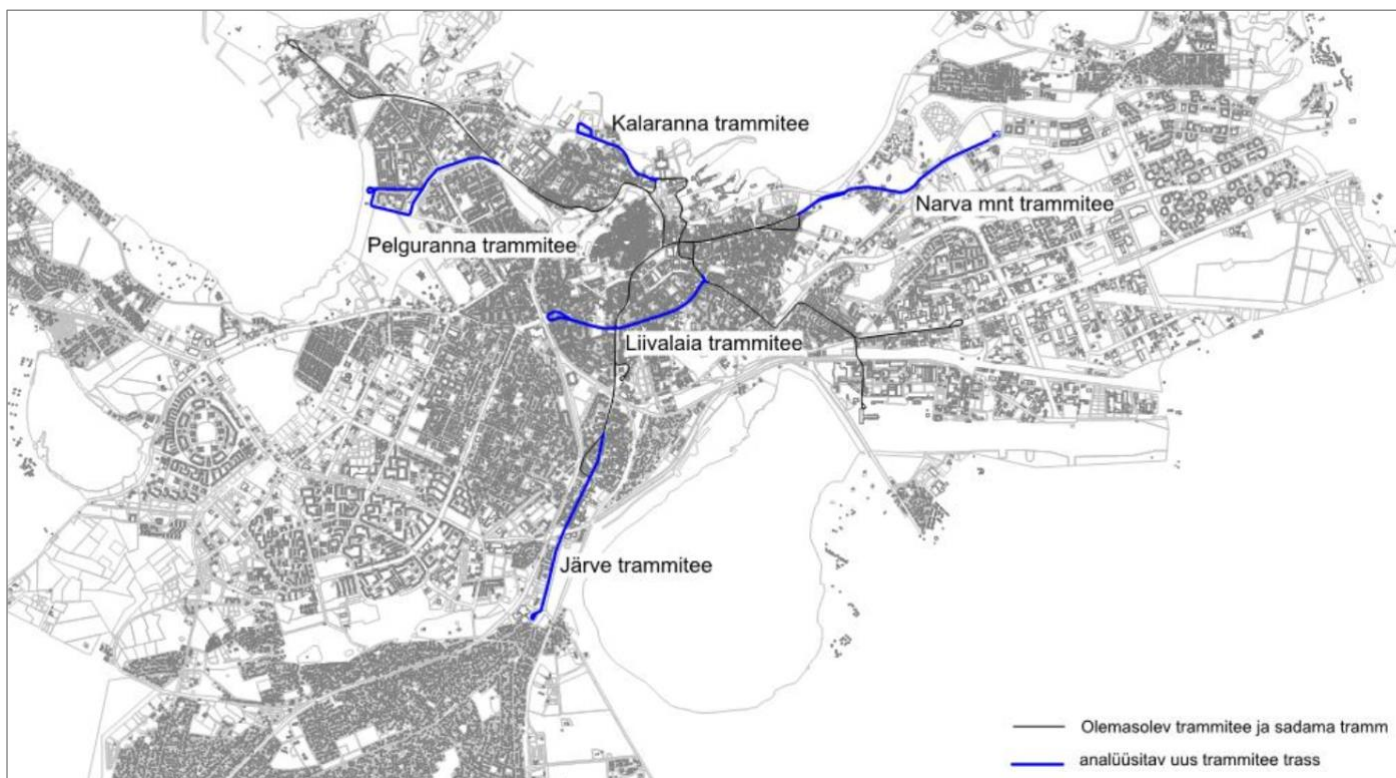 Kalaranna trammitee
Narva mnt trammitee
Pelguranna trammitee
Liivalaia trammitee
Järve trammitee
Olemasolev trammitee ja sadama tramm
analüüsitav uus trammitee trass